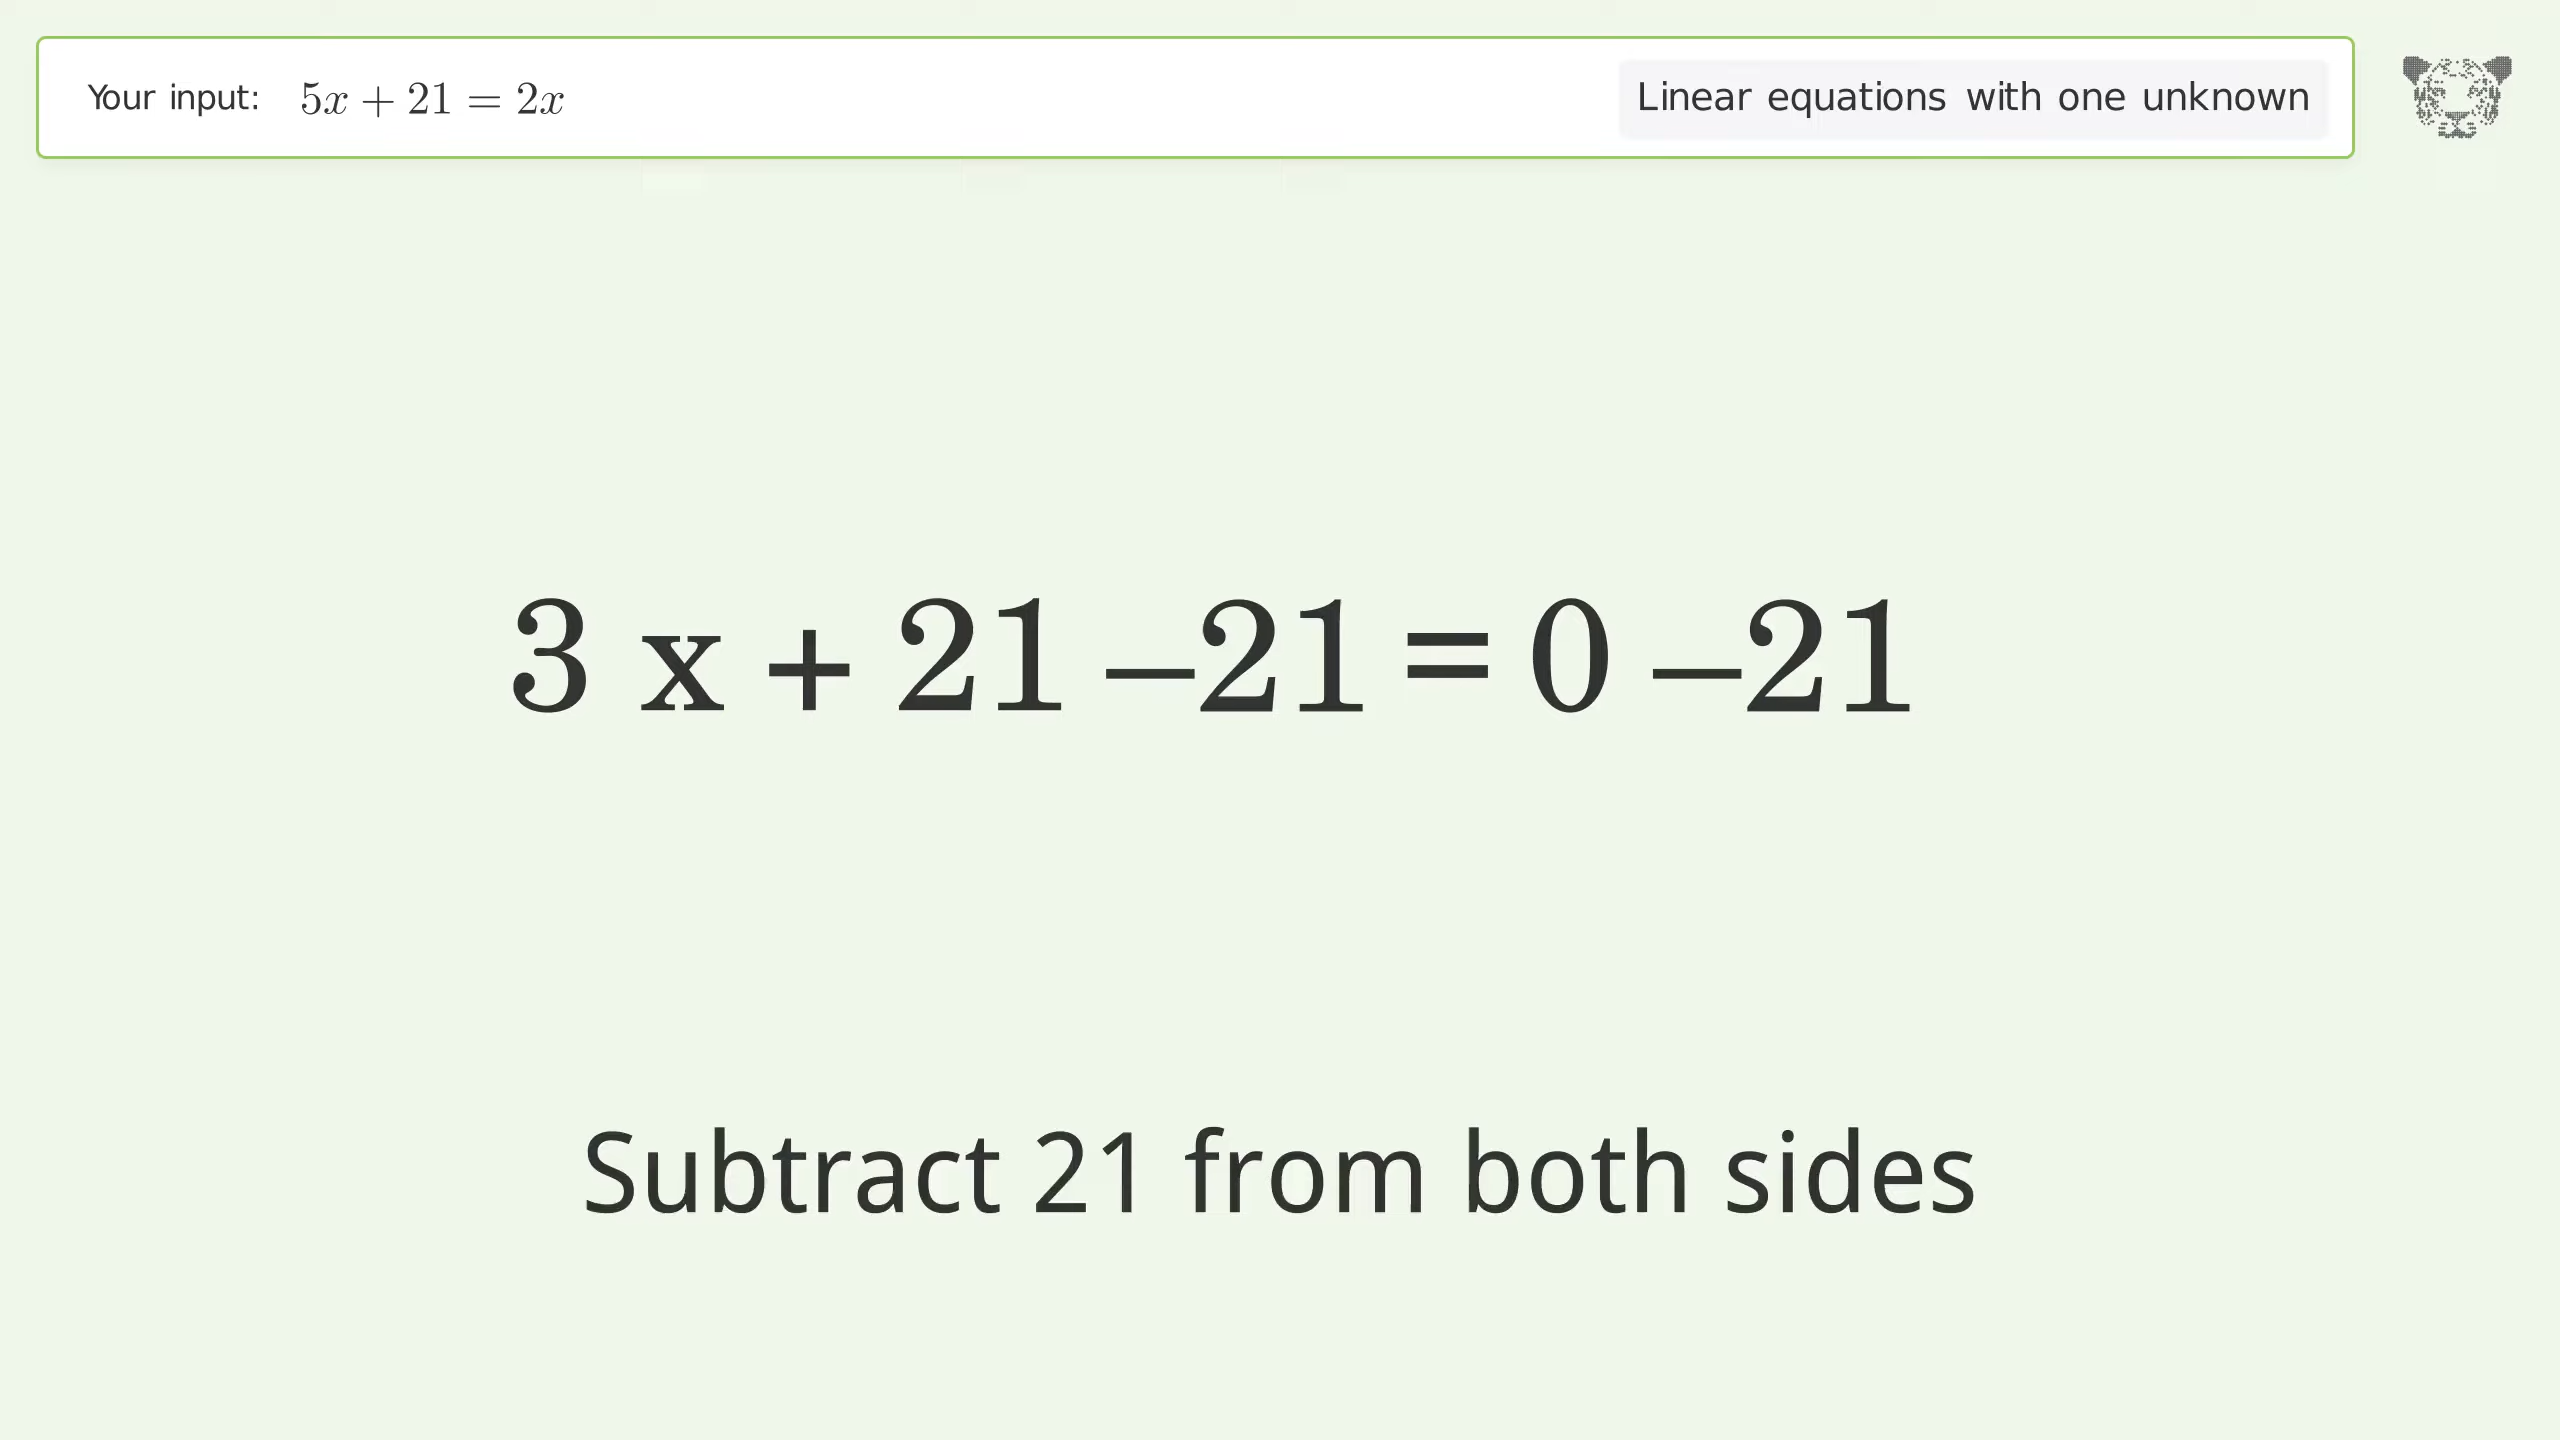 Your input: 5x + 21 = 2x
Linear equations with one unknown
3 x + 21 –21 = 0 –21
Subtract 21 from both sides